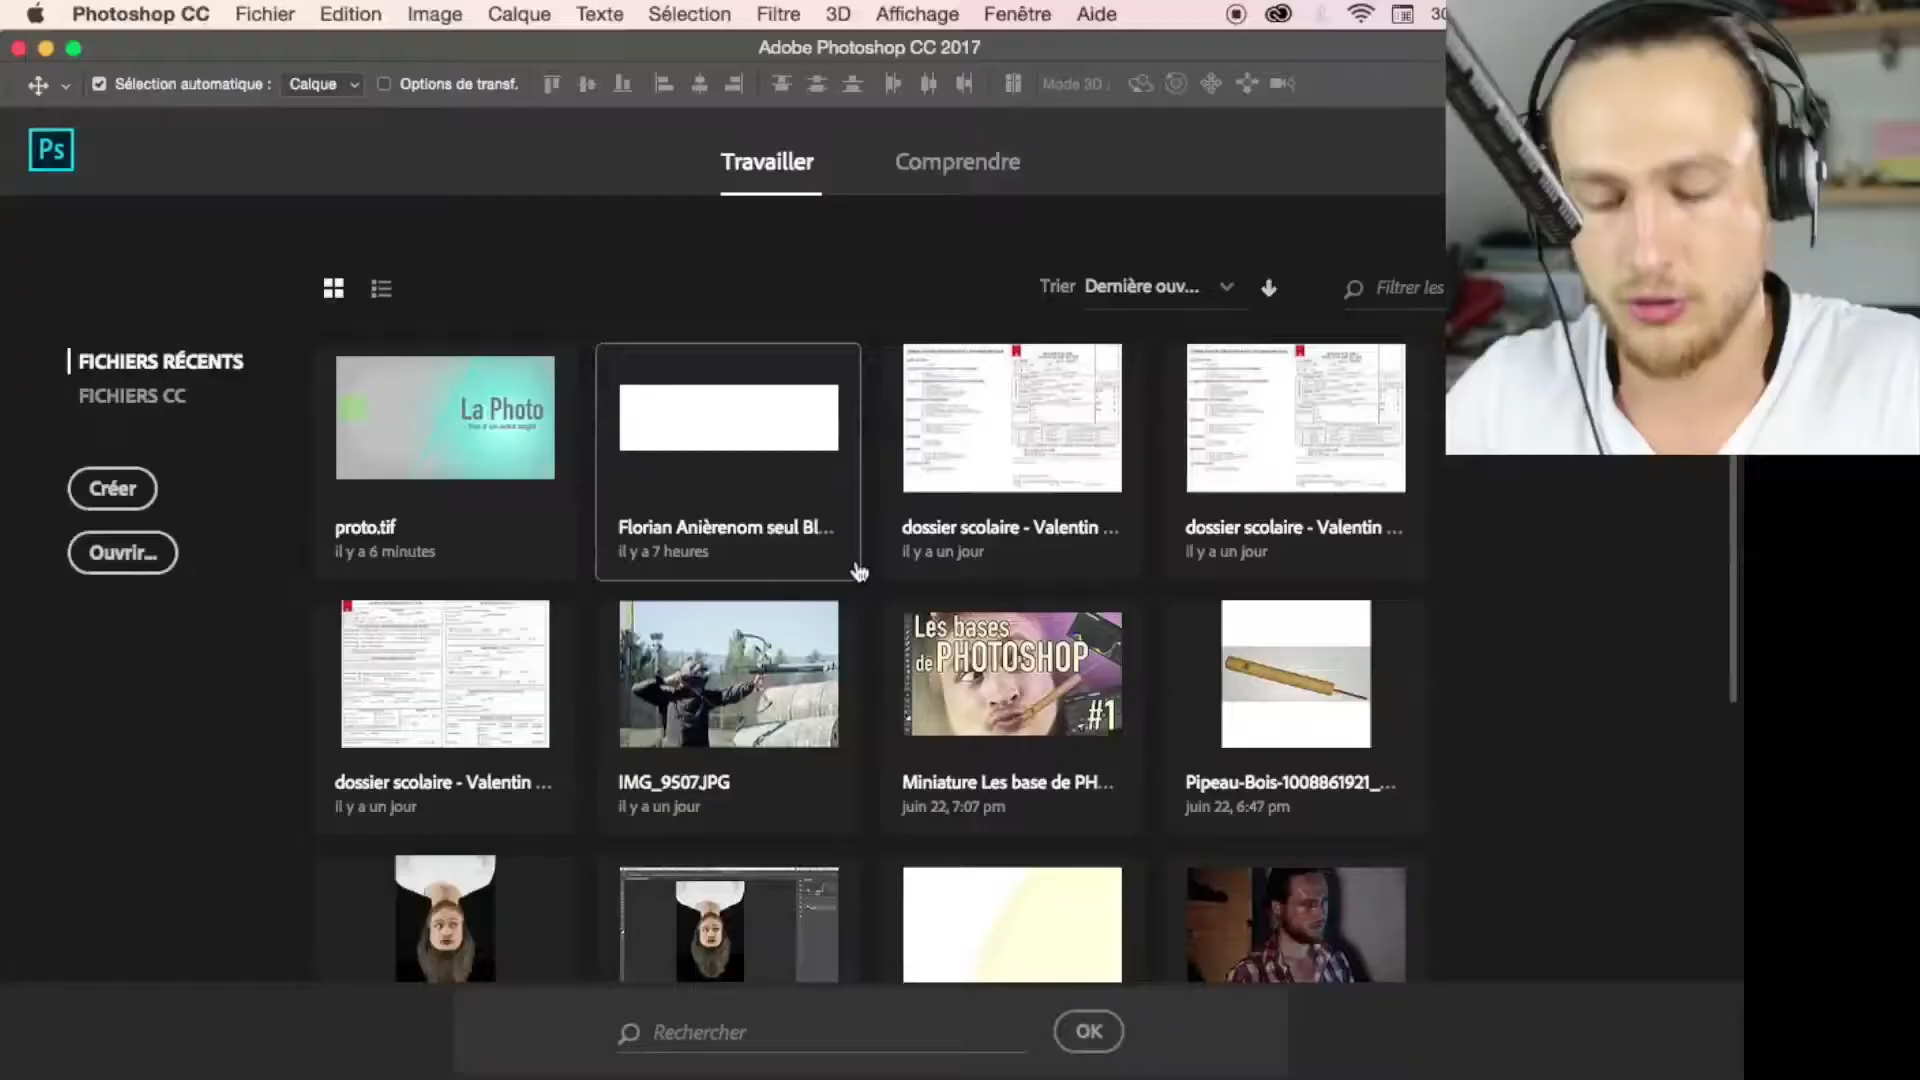 Photoshop CC Fichier Edition Image Calque Texte Sélection Filtre 3D Affichage Fenêtre Aide
Adobe Photoshop CC 2017
Sélection automatique : Calque Options de transf. Mode 3D :
Ps
Travailler Comprendre
Trier Dernière ouv... Filtrer les
FICHIERS RÉCENTS
FICHIERS CC
Créer
Ouvrir...
La Photo
proto.tif
il y a 6 minutes
Florian Anièrenom seul Bl...
il y a 7 heures
dossier scolaire - Valentin ...
il y a un jour
dossier scolaire - Valentin ...
il y a un jour
dossier scolaire - Valentin ...
il y a un jour
IMG_9507.JPG
il y a un jour
Les bases
de PHOTOSHOP
#1
Miniature Les base de PH...
juin 22, 7:07 pm
Pipeau-Bois-1008861921_...
juin 22, 6:47 pm
Rechercher
OK